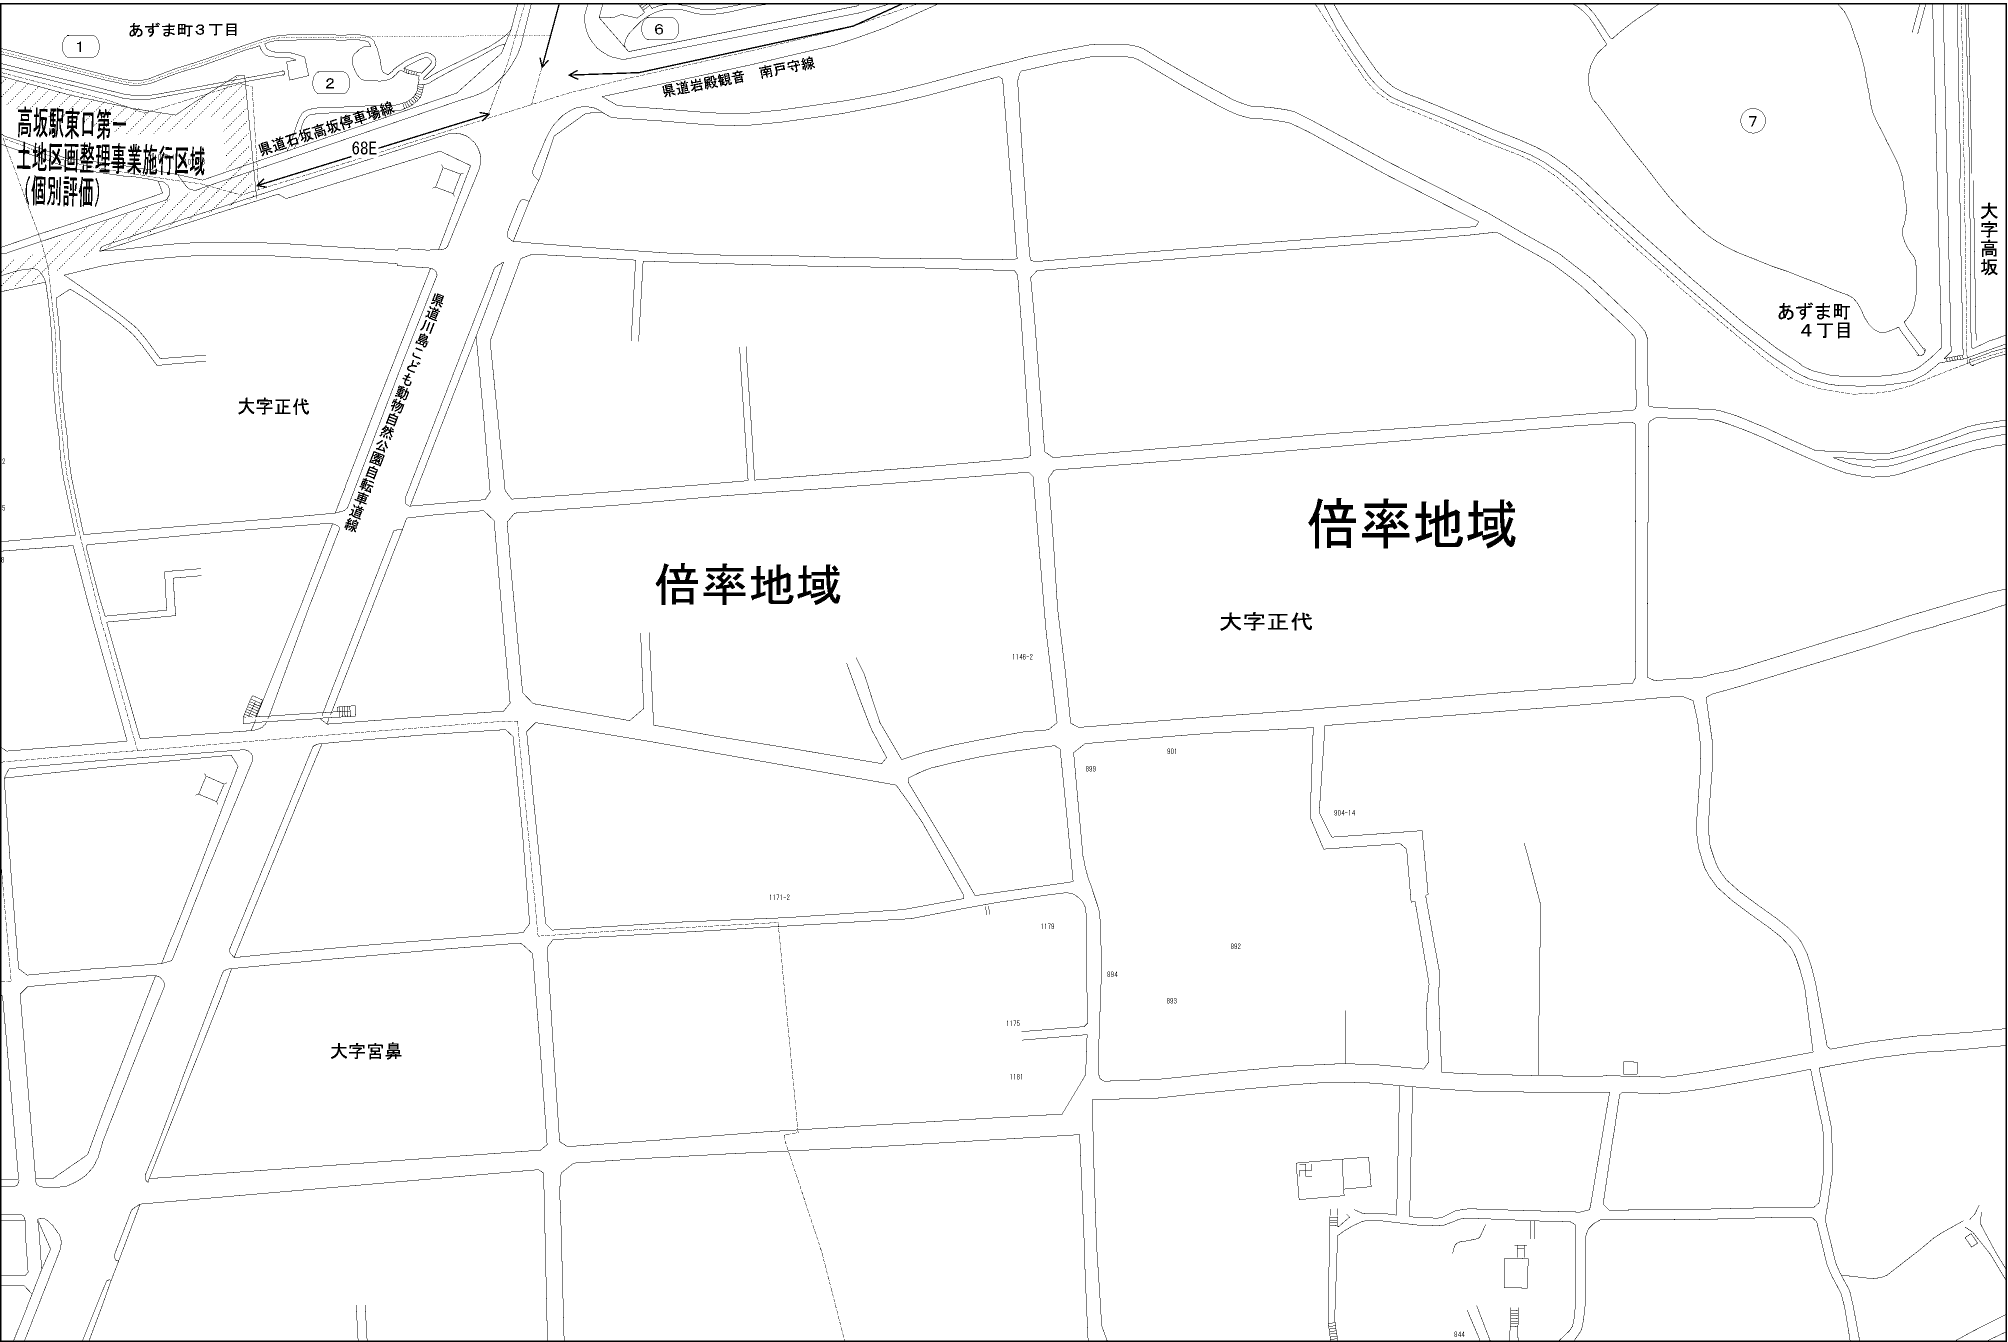 1
あずま町3丁目
2
6
県道岩殿観音　南戸守線
7
高坂駅東口第一
土地区画整理事業施行区域
(個別評価)
県道石坂高坂停車場線
68E
大字高坂
あずま町
4丁目
県道川島こども動物自然公園自転車道線
大字正代
2
5
8
倍率地域
倍率地域
大字正代
1146-2
901
899
904-14
1171-2
1179
892
894
893
1175
大字宮鼻
1181
844